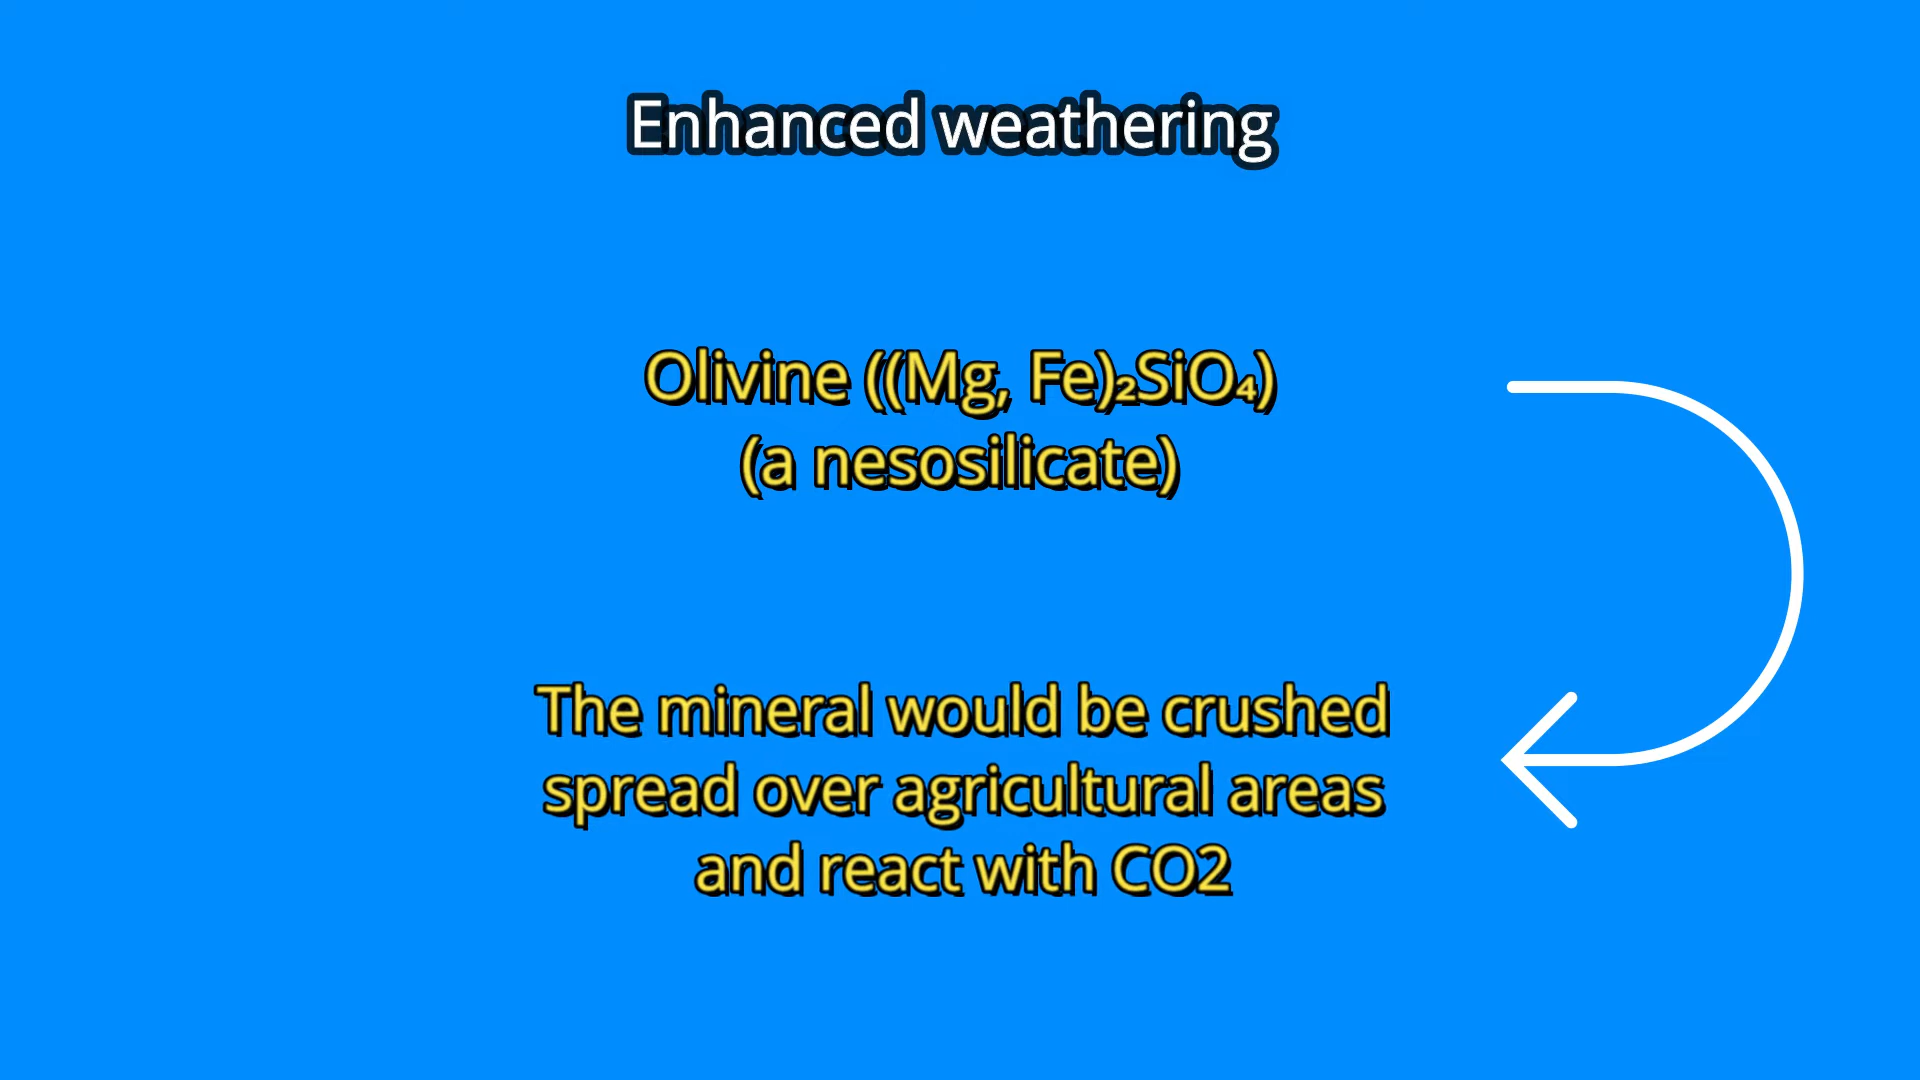 Enhanced weathering
Olivine ((Mg, Fe)₂SiO₄)
(a nesosilicate)
The mineral would be crushed
spread over agricultural areas
and react with CO2